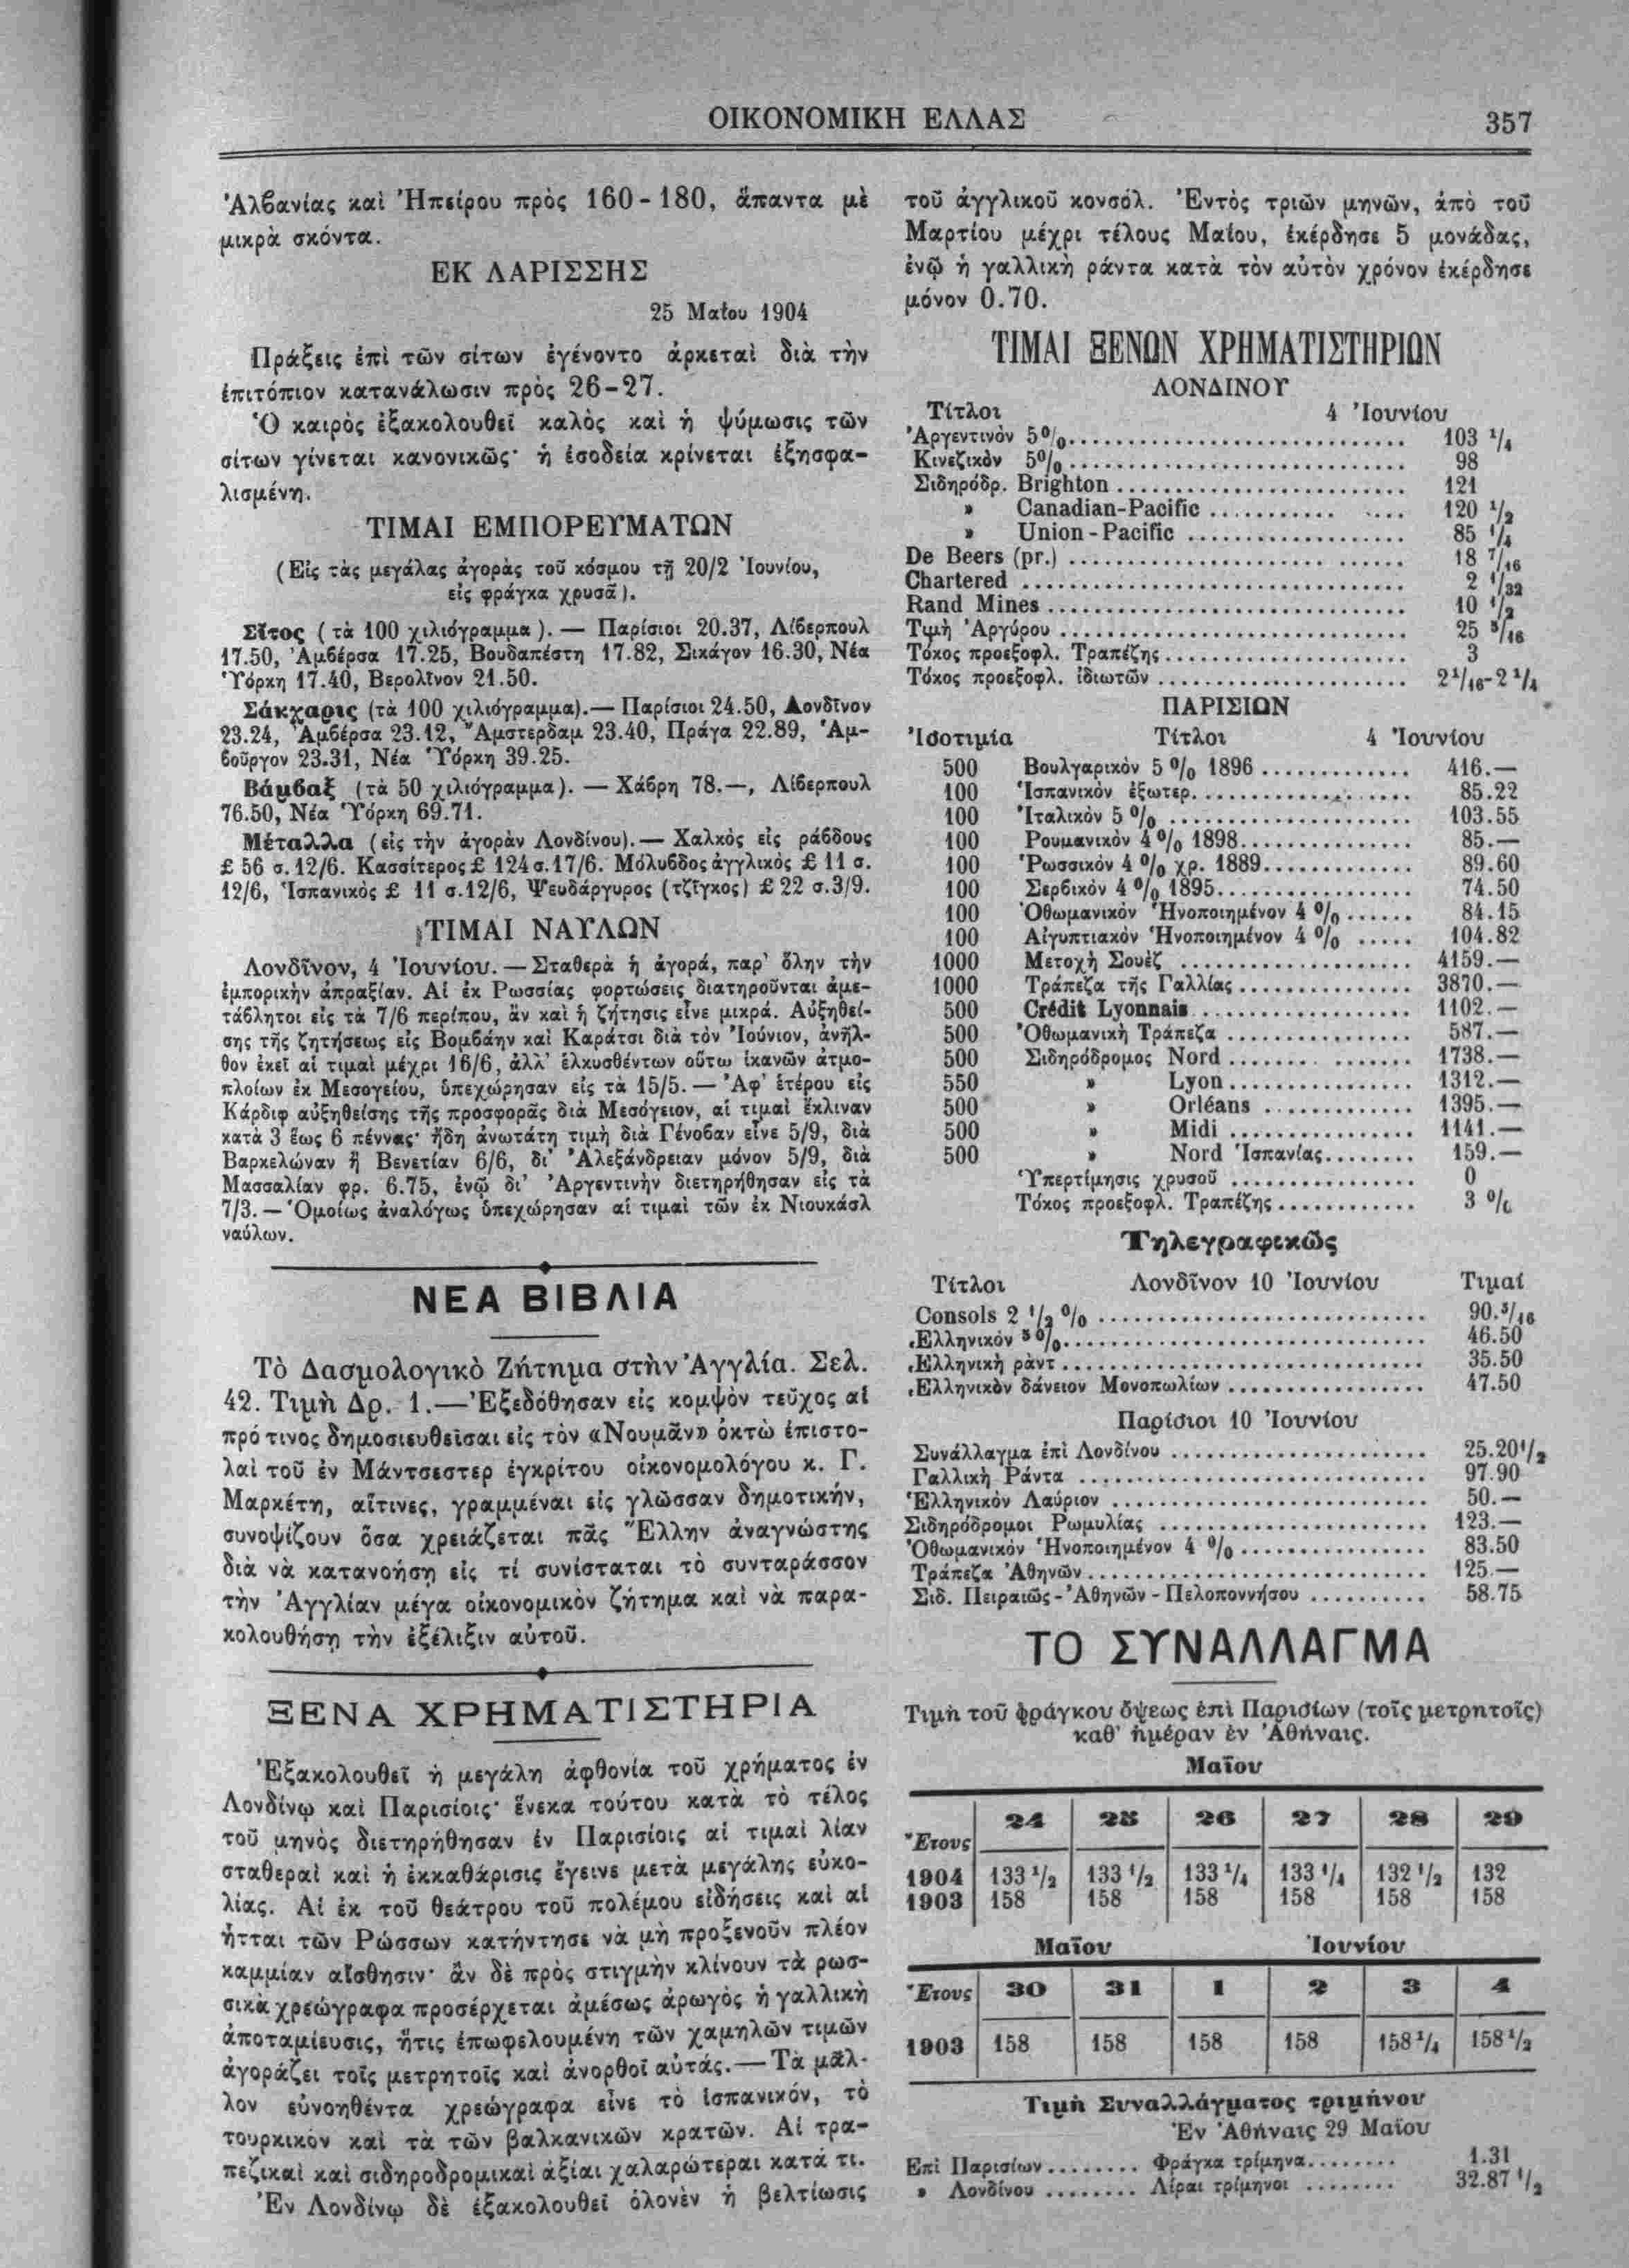 ΟΙΚΟΝΟΜΙΚΗ ΕΛΛΑΣ 357
Ἀλβανίας καὶ Ἠπείρου πρὸς 160-180, ἅπαντα μὲ
μικρὰ σκόντα.
ΕΚ ΛΑΡΙΣΣΗΣ
25 Μαΐου 1904
Πράξεις ἐπὶ τῶν σίτων ἐγένοντο ἀρκεταὶ διὰ τὴν
ἐπιτόπιον κατανάλωσιν πρὸς 26-27.
Ὁ καιρὸς ἐξακολουθεῖ καλὸς καὶ ἡ ψύμωσις τῶν
σίτων γίνεται κανονικῶς· ἡ ἐσοδεία κρίνεται ἐξησφα-
λισμένη.
ΤΙΜΑΙ ΕΜΠΟΡΕΥΜΑΤΩΝ
(Εἰς τὰς μεγάλας ἀγορὰς τοῦ κόσμου τῇ 20/2 Ἰουνίου,
εἰς φράγκα χρυσᾶ).
Σῖτος (τὰ 100 χιλιόγραμμα). — Παρίσιοι 20.37, Λίβερπουλ
17.50, Ἀμβέρσα 17.25, Βουδαπέστη 17.82, Σικάγον 16.30, Νέα
Ὑόρκη 17.40, Βερολῖνον 21.50.
Σάκχαρις (τὰ 100 χιλιόγραμμα).— Παρίσιοι 24.50, Λονδῖνον
23.24, Ἀμβέρσα 23.12, Ἄμστερδαμ 23.40, Πράγα 22.89, Ἁμ-
βοῦργον 23.31, Νέα Ὑόρκη 39.25.
Βάμβαξ (τὰ 50 χιλιόγραμμα). — Χάβρη 78.—, Λίβερπουλ
76.50, Νέα Ὑόρκη 69.71.
Μέταλλα (εἰς τὴν ἀγορὰν Λονδίνου).— Χαλκὸς εἰς ράβδους
£ 56 σ. 12/6. Κασσίτερος £ 124 σ. 17/6. Μόλυβδος ἀγγλικὸς £ 11 σ.
12/6, Ἱσπανικὸς £ 11 σ. 12/6, Ψευδάργυρος (τζῖγκος) £ 22 σ. 3/9.
ΤΙΜΑΙ ΝΑΥΛΩΝ
Λονδῖνον, 4 Ἰουνίου. — Σταθερὰ ἡ ἀγορά, παρ' ὅλην τὴν
ἐμπορικὴν ἀπραξίαν. Αἱ ἐκ Ρωσσίας φορτώσεις διατηροῦνται ἀμε-
τάβλητοι εἰς τὰ 7/6 περίπου, ἂν καὶ ἡ ζήτησις εἶνε μικρά. Αὐξηθεί-
σης τῆς ζητήσεως εἰς Βομβάην καὶ Καράτσι διὰ τὸν Ἰούνιον, ἀνῆλ-
θον ἐκεῖ αἱ τιμαὶ μέχρι 16/6, ἀλλ' ἑλκυσθέντων οὕτω ἱκανῶν ἀτμο-
πλοίων ἐκ Μεσογείου, ὑπεχώρησαν εἰς τὰ 15/5. — Ἀφ' ἑτέρου εἰς
Κάρδιφ αὐξηθείσης τῆς προσφορᾶς διὰ Μεσόγειον, αἱ τιμαὶ ἔκλιναν
κατὰ 3 ἕως 6 πέννας· ἤδη ἀνωτάτη τιμὴ διὰ Γένοβαν εἶνε 5/9, διὰ
Βαρκελώναν ἢ Βενετίαν 6/6, δι' Ἀλεξάνδρειαν μόνον 5/9, διὰ
Μασσαλίαν φρ. 6.75, ἐνῷ δι' Ἀργεντινὴν διετηρήθησαν εἰς τὰ
7/3. — Ὁμοίως ἀναλόγως ὑπεχώρησαν αἱ τιμαὶ τῶν ἐκ Νιουκάσλ
ναύλων.
ΝΕΑ ΒΙΒΛΙΑ
Τὸ Δασμολογικὸ Ζήτημα στὴν Ἀγγλία. Σελ.
42. Τιμὴ Δρ. 1.—Ἐξεδόθησαν εἰς κομψὸν τεῦχος αἱ
πρό τινος δημοσιευθεῖσαι εἰς τὸν «Νουμᾶν» ὀκτὼ ἐπιστο-
λαὶ τοῦ ἐν Μάντσεστερ ἐγκρίτου οἰκονομολόγου κ. Γ.
Μαρκέτη, αἵτινες, γραμμέναι εἰς γλῶσσαν δημοτικήν,
συνοψίζουν ὅσα χρειάζεται πᾶς Ἕλλην ἀναγνώστης
διὰ νὰ κατανοήσῃ εἰς τί συνίσταται τὸ συνταράσσον
τὴν Ἀγγλίαν μέγα οἰκονομικὸν ζήτημα καὶ νὰ παρα-
κολουθήσῃ τὴν ἐξέλιξιν αὐτοῦ.
ΞΕΝΑ ΧΡΗΜΑΤΙΣΤΗΡΙΑ
Ἐξακολουθεῖ ἡ μεγάλη ἀφθονία τοῦ χρήματος ἐν
Λονδίνῳ καὶ Παρισίοις· ἕνεκα τούτου κατὰ τὸ τέλος
τοῦ μηνὸς διετηρήθησαν ἐν Παρισίοις αἱ τιμαὶ λίαν
σταθεραὶ καὶ ἡ ἐκκαθάρισις ἔγεινε μετὰ μεγάλης εὐκο-
λίας. Αἱ ἐκ τοῦ θεάτρου τοῦ πολέμου εἰδήσεις καὶ αἱ
ἧτται τῶν Ρώσσων κατήντησε νὰ μὴ προξενοῦν πλέον
καμμίαν αἴσθησιν· ἂν δὲ πρὸς στιγμὴν κλίνουν τὰ ρωσ-
σικὰ χρεώγραφα προσέρχεται ἀμέσως ἀρωγὸς ἡ γαλλικὴ
ἀποταμίευσις, ἥτις ἐπωφελουμένη τῶν χαμηλῶν τιμῶν
ἀγοράζει τοῖς μετρητοῖς καὶ ἀνορθοῖ αὐτάς.— Τὰ μᾶλ-
λον εὐνοηθέντα χρεώγραφα εἶνε τὸ ἱσπανικόν, τὸ
τουρκικὸν καὶ τὰ τῶν βαλκανικῶν κρατῶν. Αἱ τρα-
πεζικαὶ καὶ σιδηροδρομικαὶ ἀξίαι χαλαρώτεραι κατά τι.
Ἐν Λονδίνῳ δὲ ἐξακολουθεῖ ὁλονὲν ἡ βελτίωσις
τοῦ ἀγγλικοῦ κονσόλ. Ἐντὸς τριῶν μηνῶν, ἀπὸ τοῦ
Μαρτίου μέχρι τέλους Μαΐου, ἐκέρδησε 5 μονάδας,
ἐνῷ ἡ γαλλικὴ ράντα κατὰ τὸν αὐτὸν χρόνον ἐκέρδησε
μόνον 0.70.
ΤΙΜΑΙ ΞΕΝΩΝ ΧΡΗΜΑΤΙΣΤΗΡΙΩΝ
ΛΟΝΔΙΝΟΥ
Τίτλοι 4 Ἰουνίου
Ἀργεντινὸν 5% 103 1/4
Κινεζικὸν 5% 98
Σιδηρόδρ. Brighton 121
» Canadian-Pacific 120 1/2
» Union-Pacific 85 1/4
De Beers (pr.) 18 7/16
Chartered 2 1/32
Rand Mines 10 1/2
Τιμὴ Ἀργύρου 25 5/16
Τόκος προεξοφλ. Τραπέζης 3
Τόκος προεξοφλ. ἰδιωτῶν 2 1/16-2 1/4
ΠΑΡΙΣΙΩΝ
Ἰσοτιμία Τίτλοι 4 Ἰουνίου
500 Βουλγαρικὸν 5% 1896 416.—
100 Ἱσπανικὸν ἐξωτερ. 85.22
100 Ἰταλικὸν 5% 103.55
100 Ρουμανικὸν 4% 1898 85.—
100 Ῥωσσικὸν 4% χρ. 1889 89.60
100 Σερβικὸν 4% 1895 74.50
100 Ὀθωμανικὸν Ἡνοποιημένον 4% 84.15
100 Αἰγυπτιακὸν Ἡνοποιημένον 4% 104.82
1000 Μετοχὴ Σουὲζ 4159.—
1000 Τράπεζα τῆς Γαλλίας 3870.—
500 Crédit Lyonnais 1102.—
500 Ὀθωμανικὴ Τράπεζα 587.—
500 Σιδηρόδρομος Nord 1738.—
550 » Lyon 1312.—
500 » Orléans 1395.—
500 » Midi 1141.—
500 » Nord Ἱσπανίας 159.—
Ὑπερτίμησις χρυσοῦ 0
Τόκος προεξοφλ. Τραπέζης 3 %
Τηλεγραφικῶς
Τίτλοι Λονδῖνον 10 Ἰουνίου Τιμαί
Consols 2 1/2 % 90.5/16
Ἑλληνικὸν 5% 46.50
Ἑλληνικὴ ρὰντ 35.50
Ἑλληνικὸν δάνειον Μονοπωλίων 47.50
Παρίσιοι 10 Ἰουνίου
Συνάλλαγμα ἐπὶ Λονδίνου 25.20 1/2
Γαλλικὴ Ράντα 97.90
Ἑλληνικὸν Λαύριον 50.—
Σιδηρόδρομοι Ρωμυλίας 123.—
Ὀθωμανικὸν Ἡνοποιημένον 4 % 83.50
Τράπεζα Ἀθηνῶν 125.—
Σιδ. Πειραιῶς-Ἀθηνῶν-Πελοποννήσου 58.75
ΤΟ ΣΥΝΑΛΛΑΓΜΑ
Τιμὴ τοῦ φράγκου ὄψεως ἐπὶ Παρισίων (τοῖς μετρητοῖς)
καθ' ἡμέραν ἐν Ἀθήναις.
Μαΐου
Ἔτους 24 25 26 27 28 29
1904 133 1/2 133 1/2 133 1/4 133 1/4 132 1/2 132
1903 158 158 158 158 158 158
Μαΐου Ἰουνίου
Ἔτους 30 31 1 2 3 4
1903 158 158 158 158 158 1/4 158 1/2
Τιμὴ Συναλλάγματος τριμήνου
Ἐν Ἀθήναις 29 Μαΐου
Ἐπὶ Παρισίων Φράγκα τρίμηνα 1.31
» Λονδίνου Λίραι τρίμηνοι 32.87 1/2